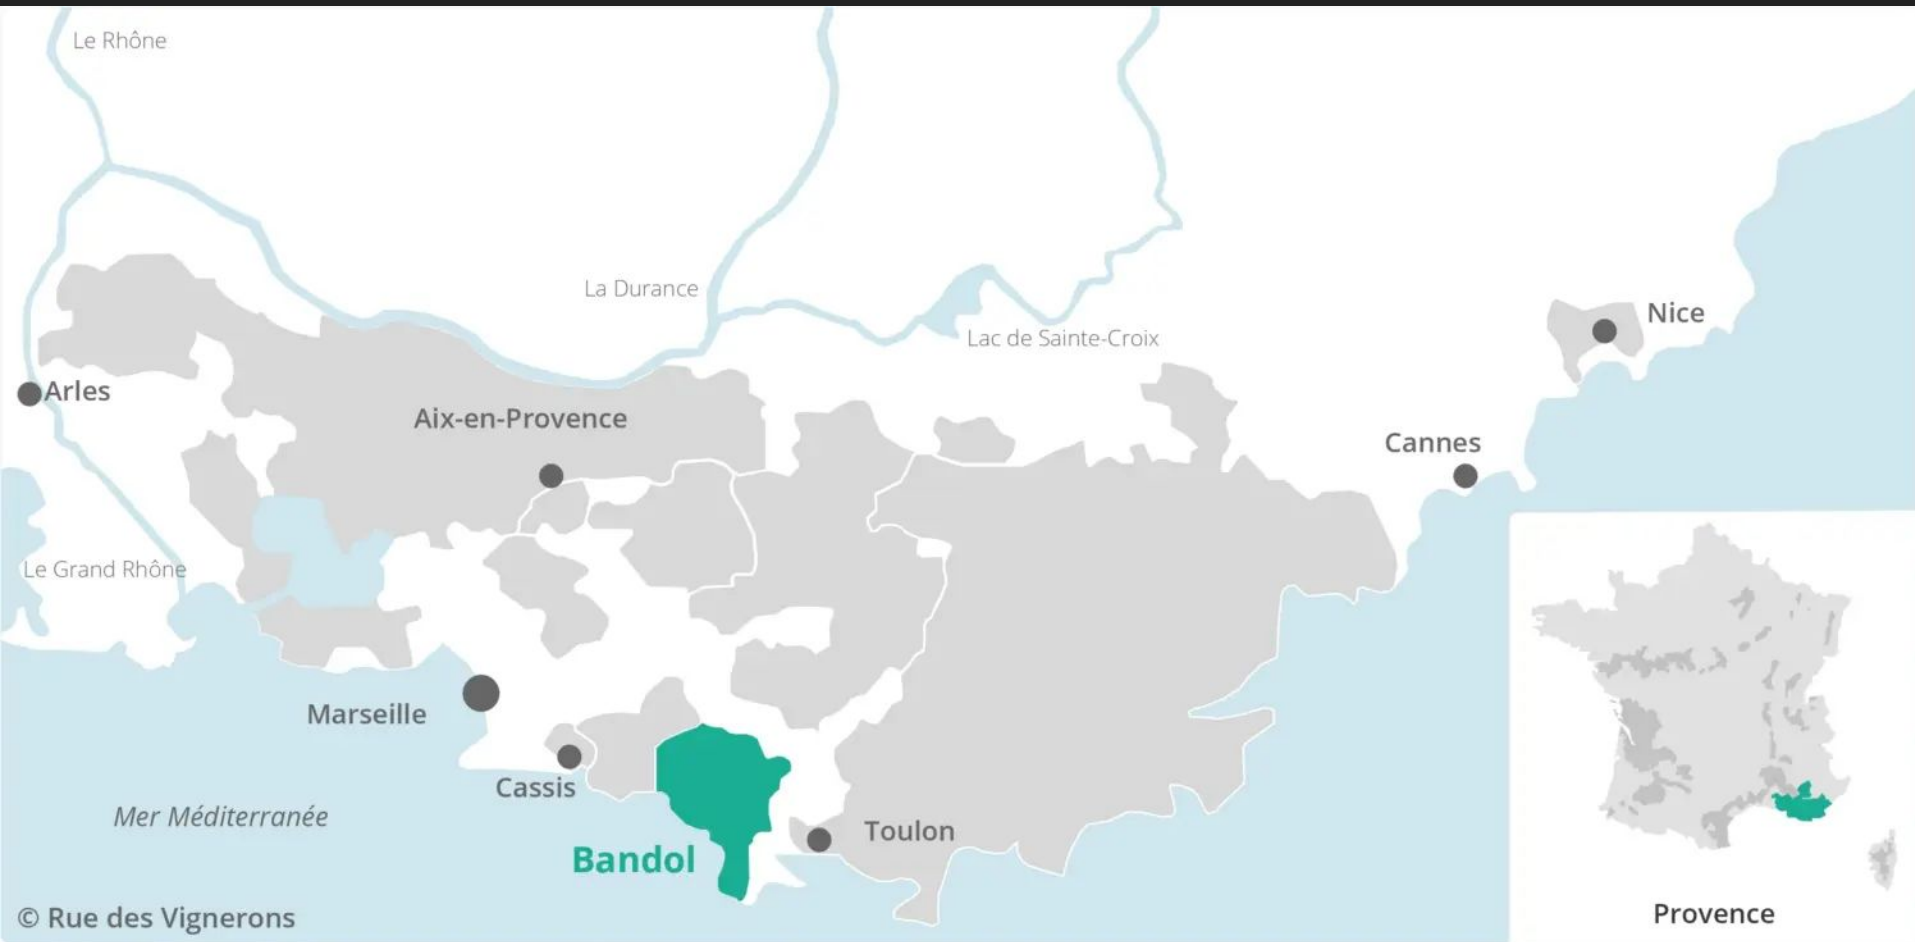 Le Rhône
La Durance
Nice
Lac de Sainte-Croix
Arles
Aix-en-Provence
Cannes
Le Grand Rhône
Marseille
Cassis
Mer Méditerranée
Toulon
Bandol
© Rue des Vignerons
Provence